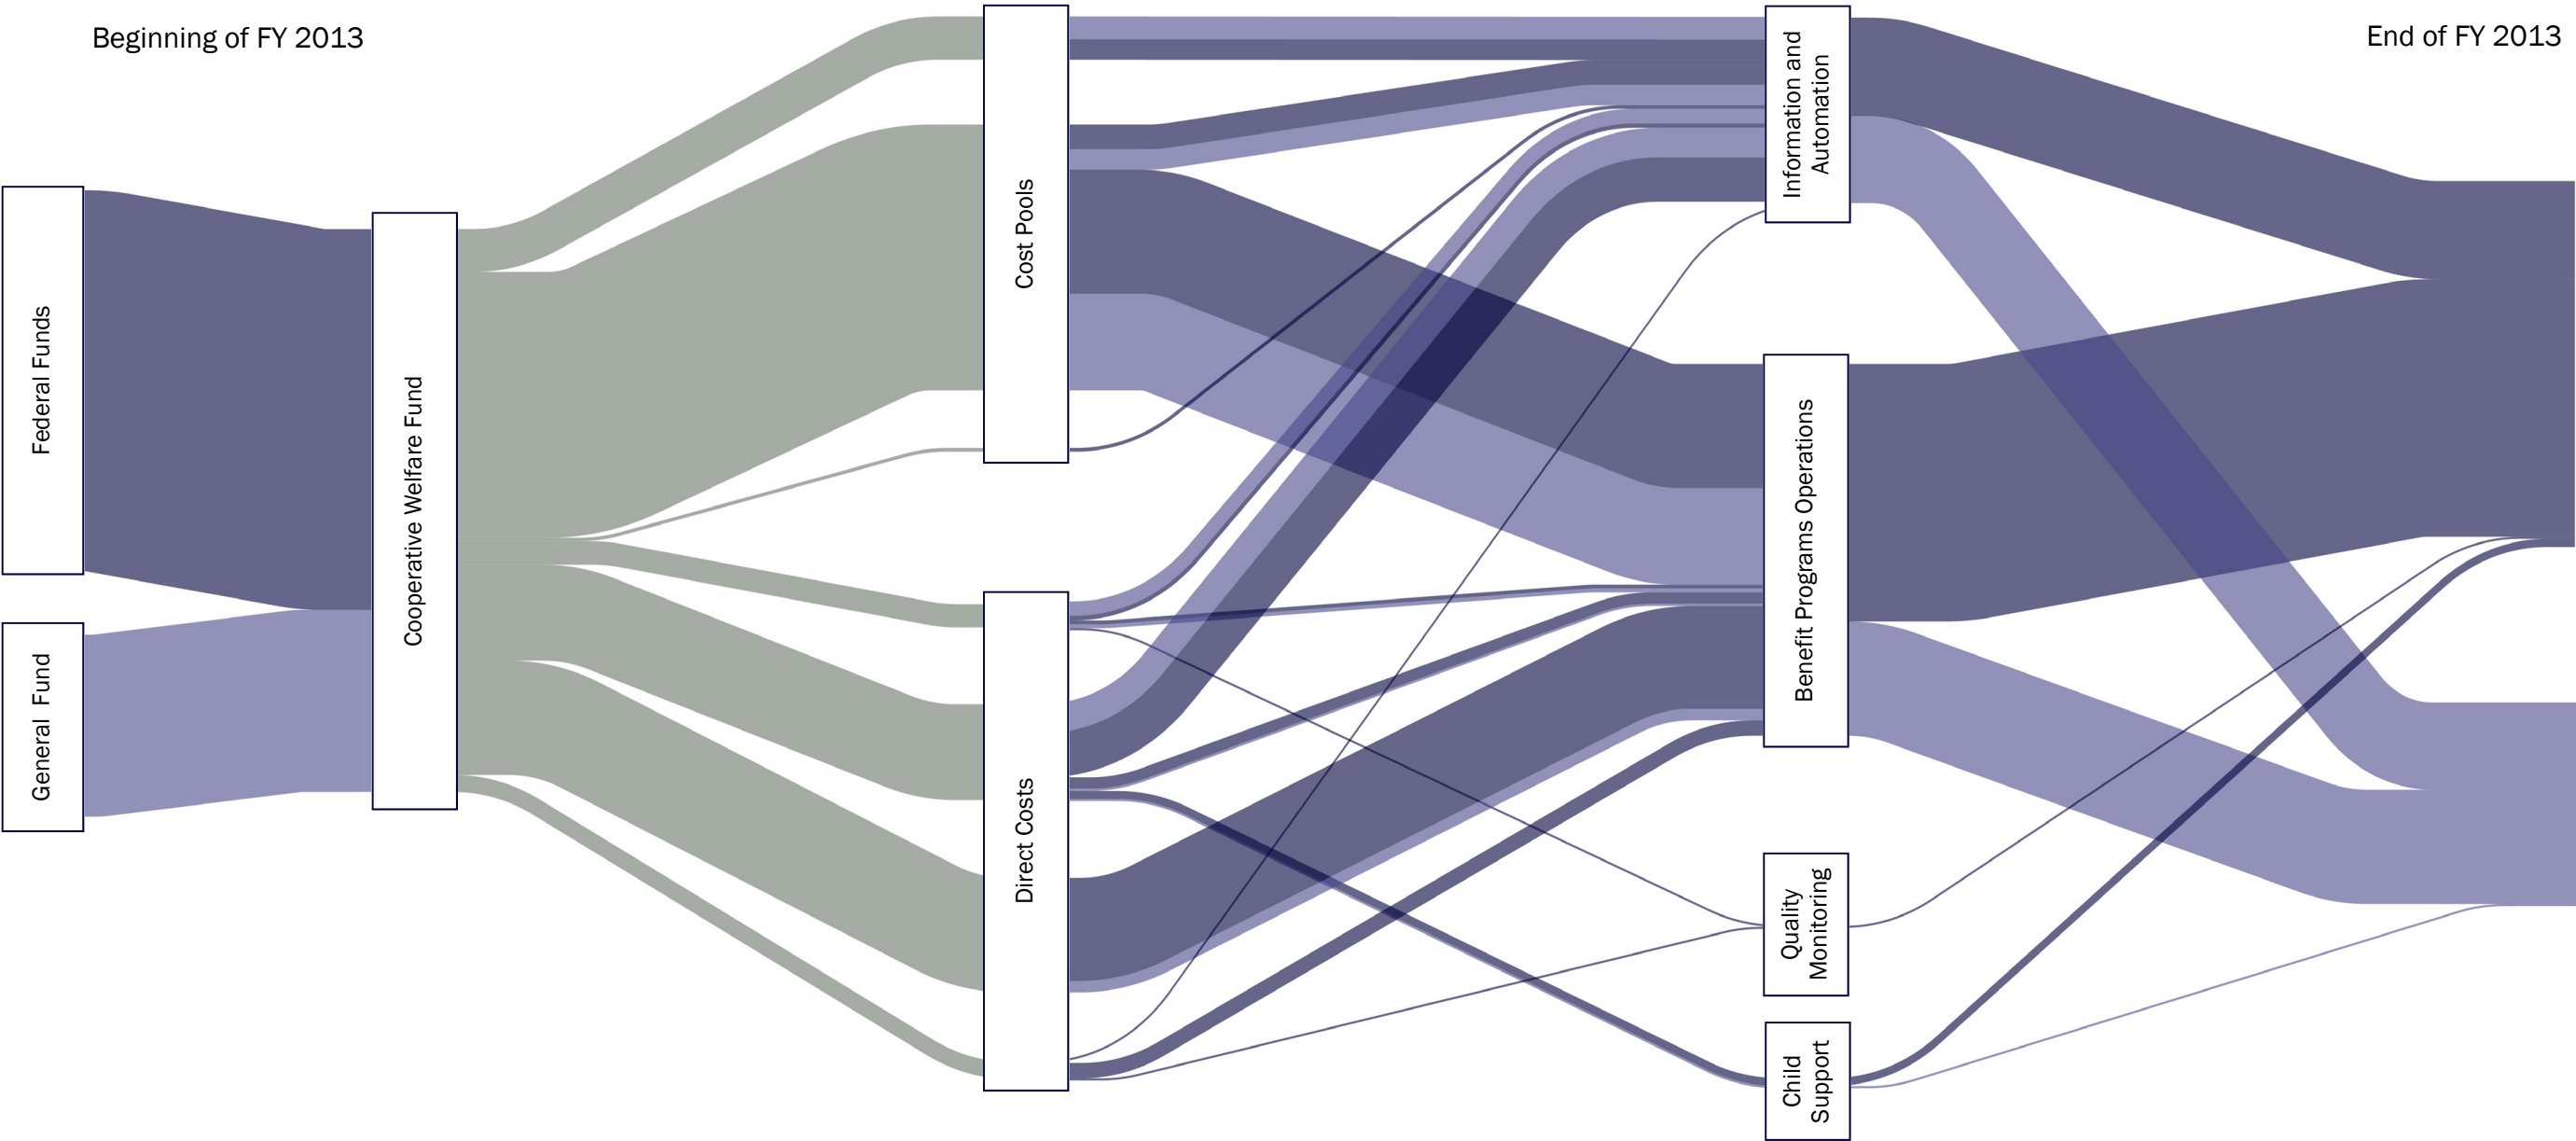 Beginning of FY 2013
End of FY 2013
Federal Funds
General Fund
Cooperative Welfare Fund
Cost Pools
Direct Costs
Information and
Automation
Benefit Programs Operations
Quality
Monitoring
Child
Support